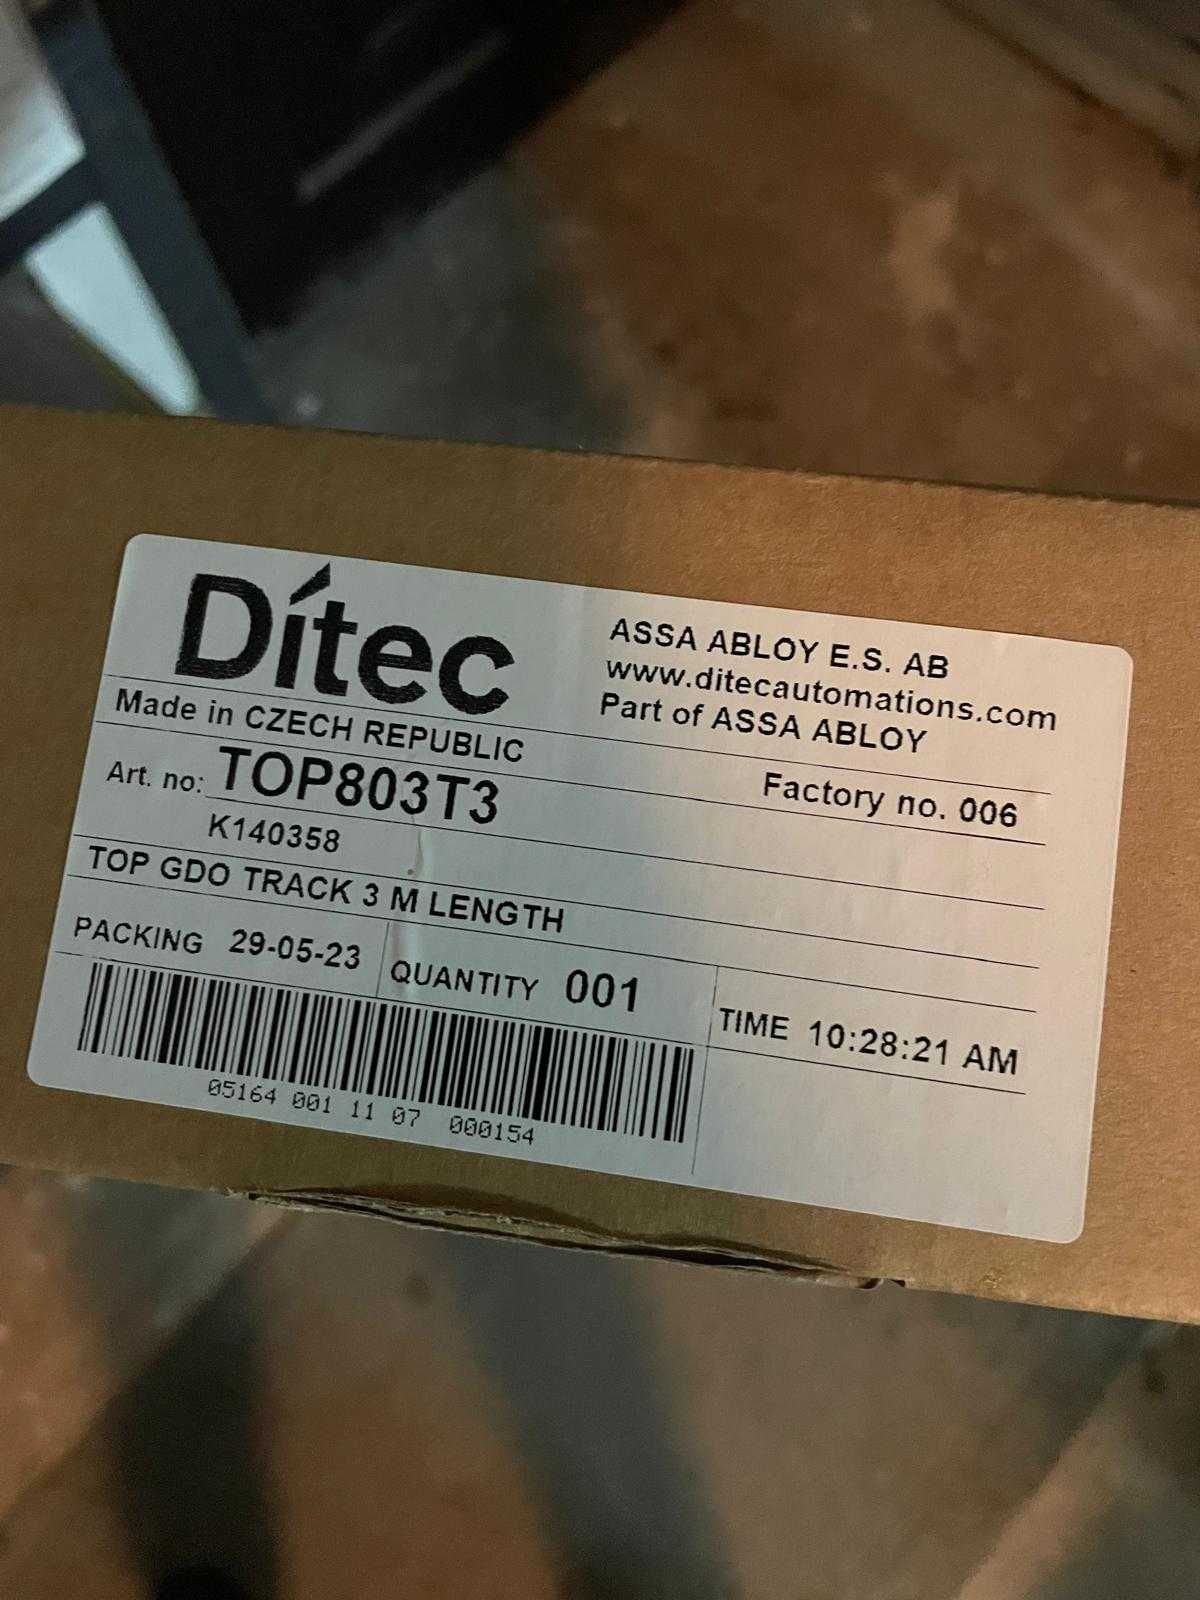 Dítec
ASSA ABLOY E.S. AB
www.ditecautomations.com
Part of ASSA ABLOY
Made in CZECH REPUBLIC
Factory no. 006
Art. no: TOP803T3
K140358
TOP GDO TRACK 3 M LENGTH
PACKING 29-05-23
QUANTITY 001
TIME 10:28:21 AM
05164 001 11 07 000154